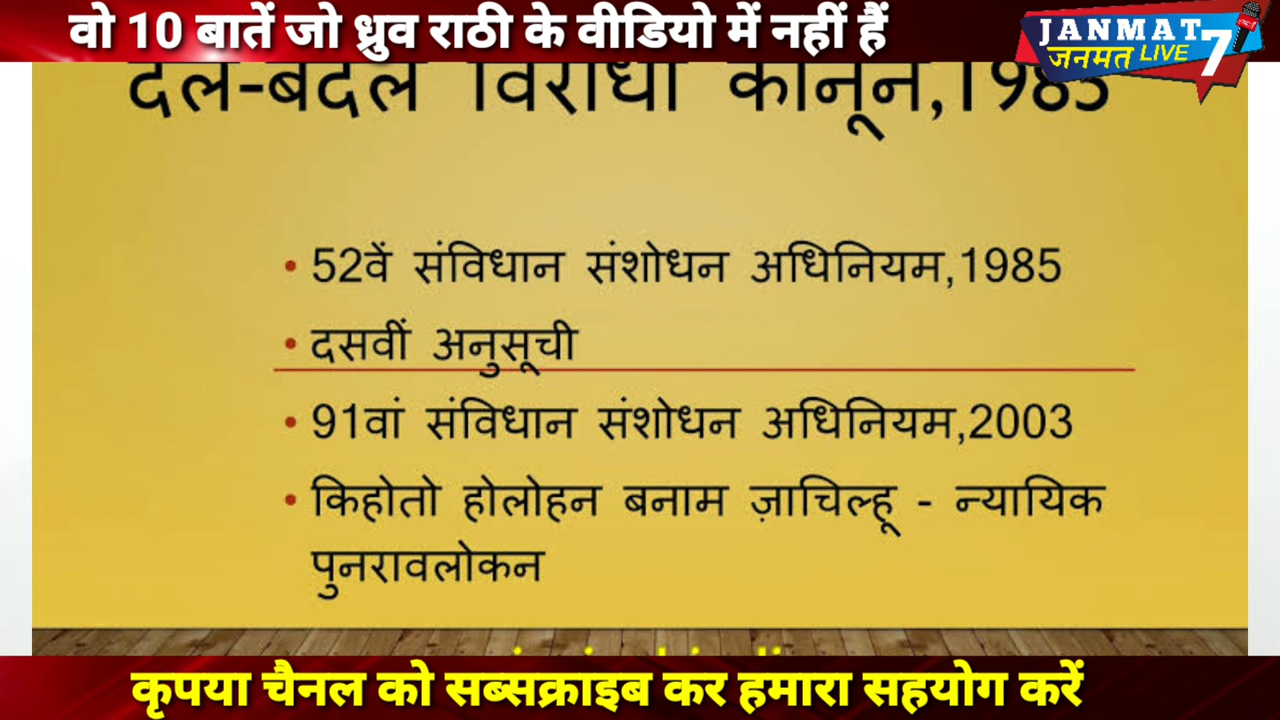 वो 10 बातें जो ध्रुव राठी के वीडियो में नहीं हैं
JANMAT
जनमत LIVE 7
दल-बदल विरोधी कानून,1985
• 52वें संविधान संशोधन अधिनियम,1985
• दसवीं अनुसूची
• 91वां संविधान संशोधन अधिनियम,2003
• किहोतो होलोहन बनाम ज़ाचिल्हू - न्यायिक
पुनरावलोकन
कृपया चैनल को सब्सक्राइब कर हमारा सहयोग करें